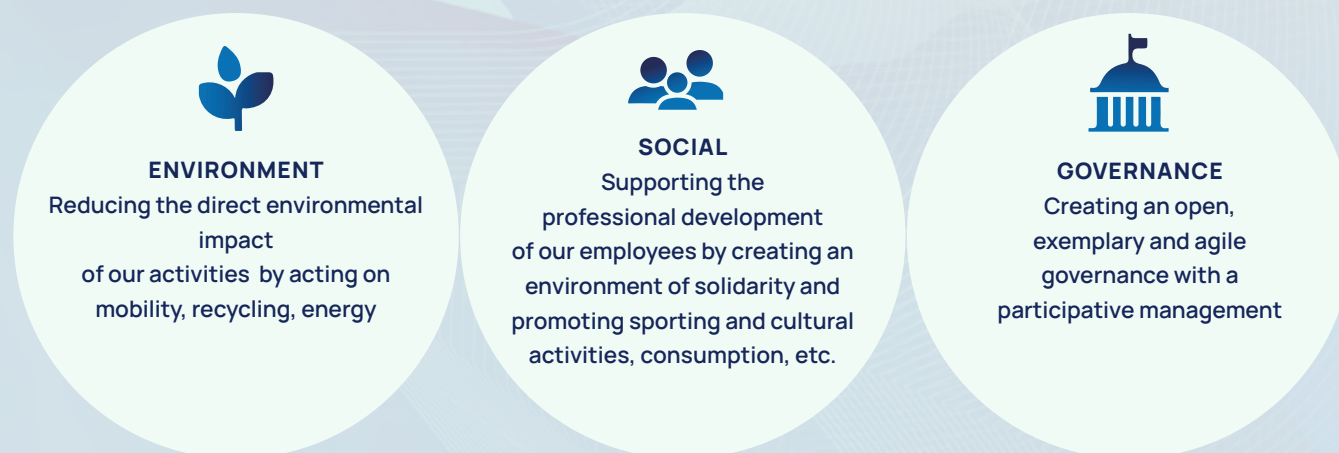 ENVIRONMENT
Reducing the direct environmental
impact
of our activities  by acting on
mobility, recycling, energy
SOCIAL
Supporting the
professional development
of our employees by creating an
environment of solidarity and
promoting sporting and cultural
activities, consumption, etc.
GOVERNANCE
Creating an open,
exemplary and agile
governance with a
participative management